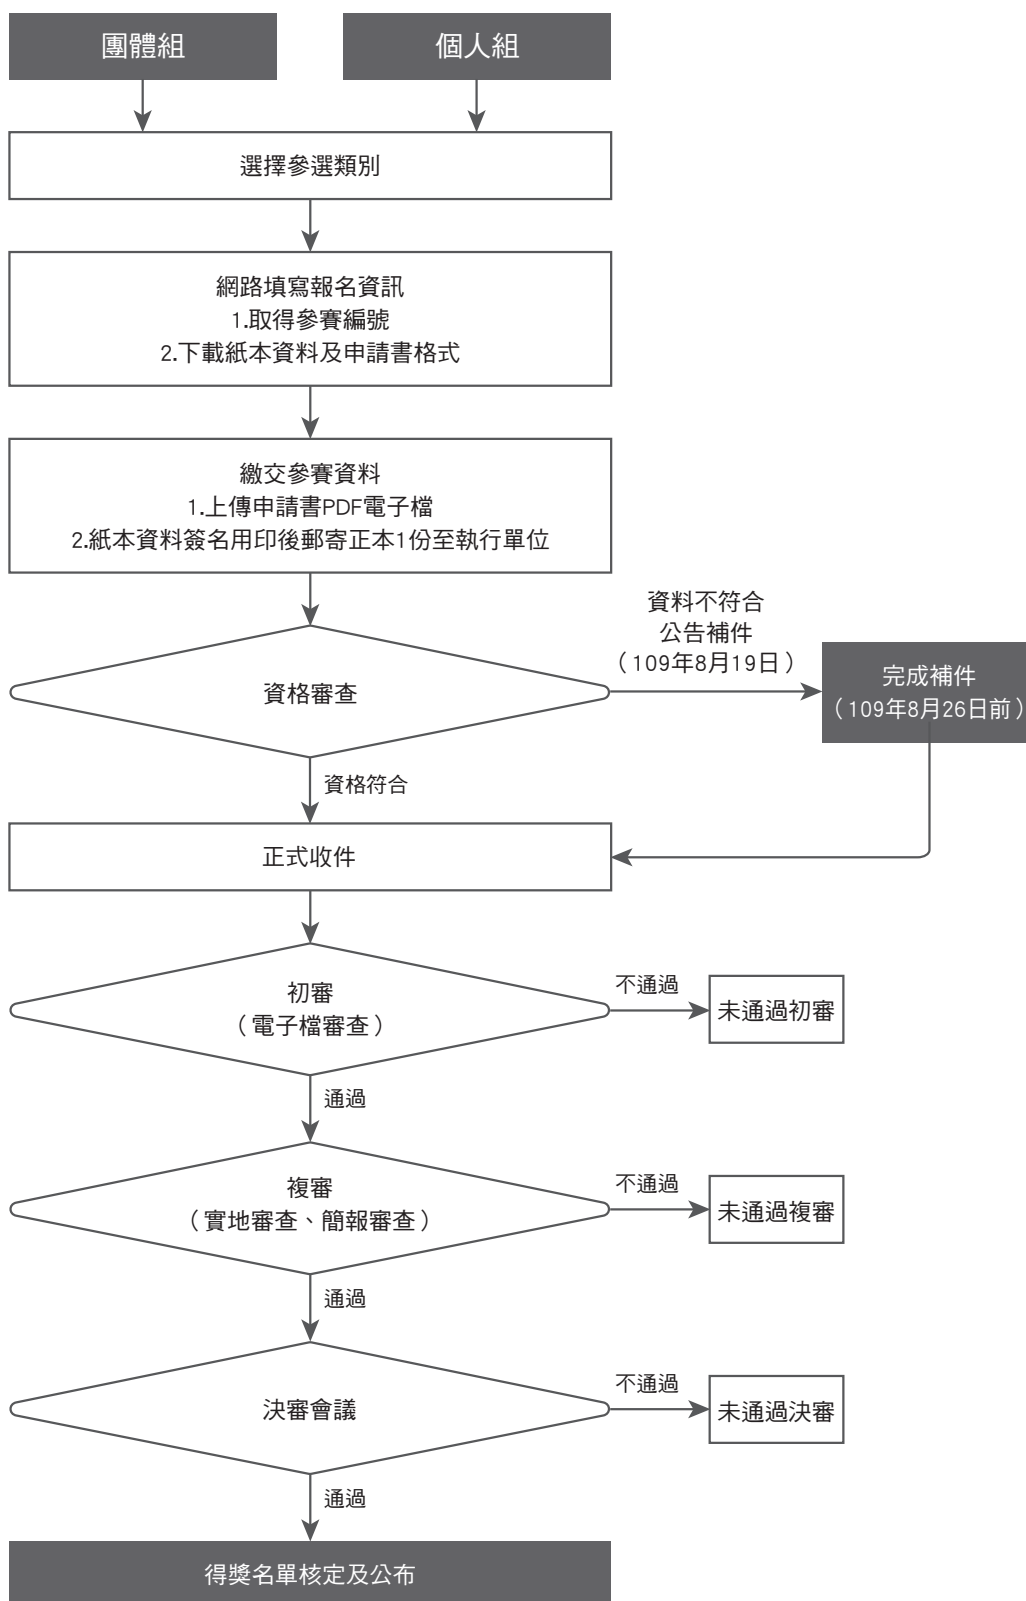 團體組
個人組
選擇參選類別
網路填寫報名資訊
1.取得參賽編號
2.下載紙本資料及申請書格式
繳交參賽資料
1.上傳申請書PDF電子檔
2.紙本資料簽名用印後郵寄正本1份至執行單位
資料不符合
公告補件
（109年8月19日）
資格審查
完成補件
（109年8月26日前）
資格符合
正式收件
初審
（電子檔審查）
不通過
未通過初審
通過
複審
（實地審查、簡報審查）
不通過
未通過複審
通過
決審會議
不通過
未通過決審
通過
得獎名單核定及公布